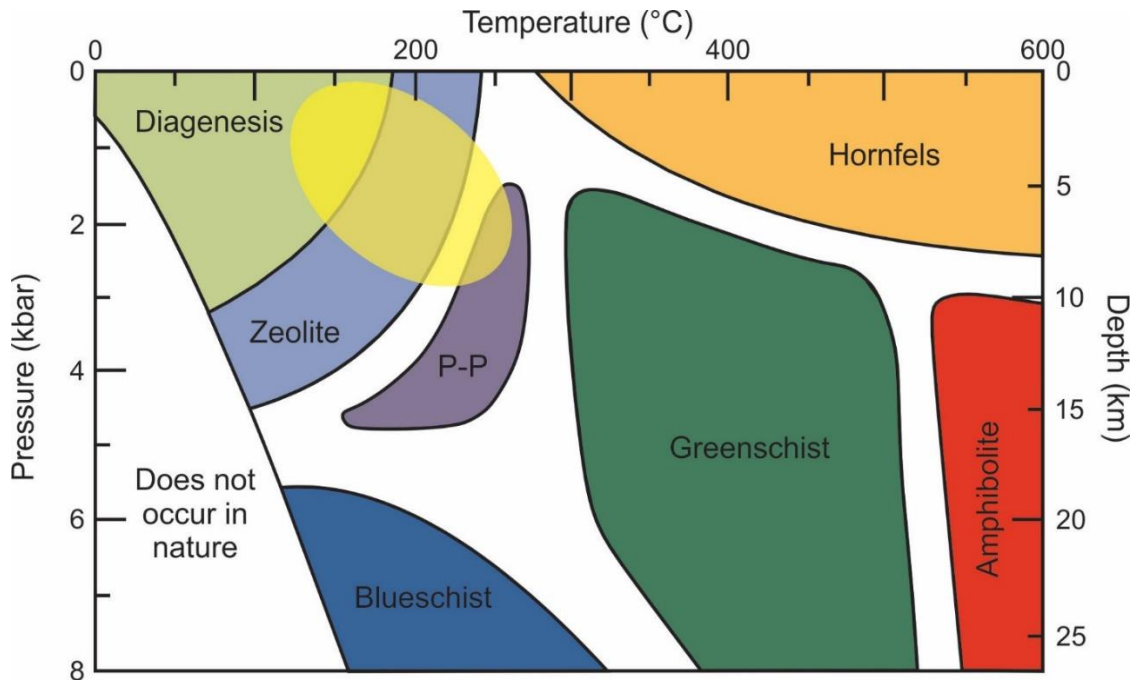 Temperature (°C)
0
200
400
600
0
2
4
6
8
Pressure (kbar)
0
5
10
15
20
25
Depth (km)
Diagenesis
Hornfels
Zeolite
P-P
Greenschist
Amphibolite
Does not
occur in
nature
Blueschist